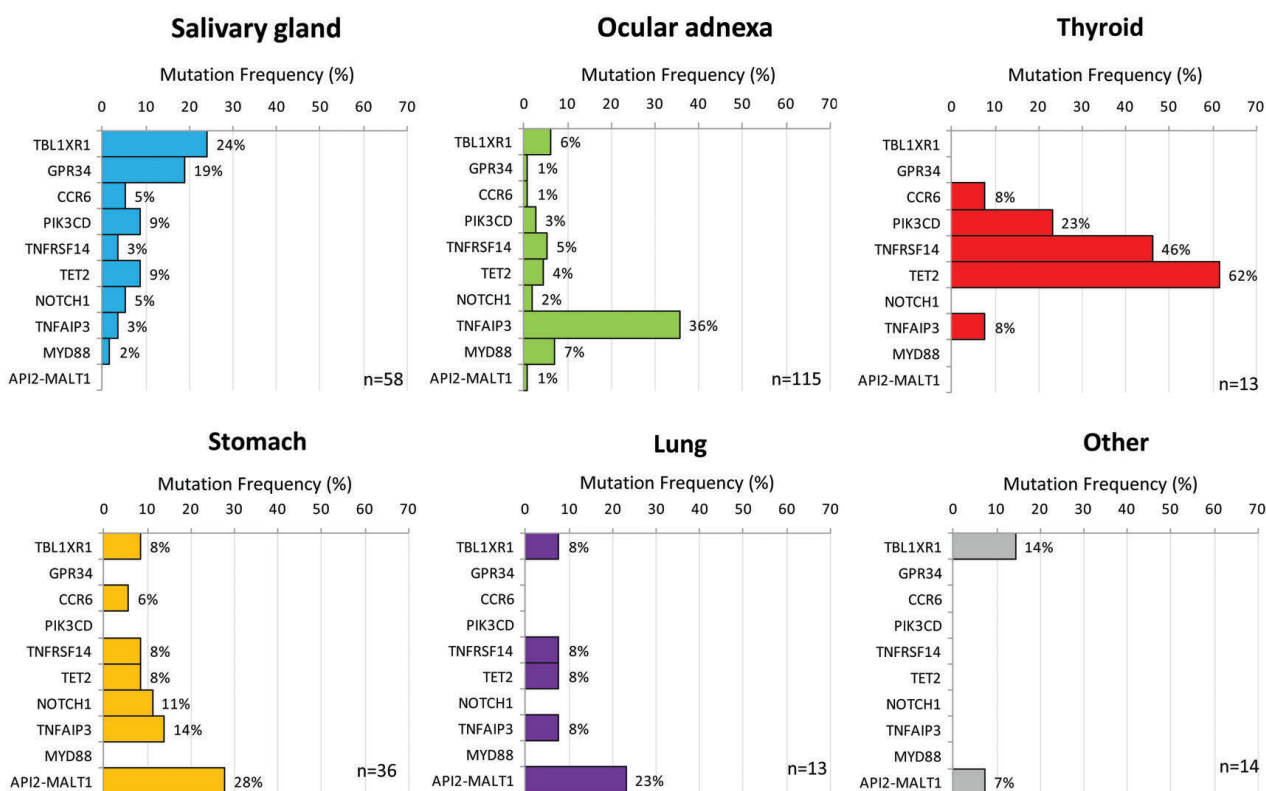 Salivary gland
Mutation Frequency (%)
0 10 20 30 40 50 60 70
TBL1XR1 24%
GPR34 19%
CCR6 5%
PIK3CD 9%
TNFRSF14 3%
TET2 9%
NOTCH1 5%
TNFAIP3 3%
MYD88 2%
API2-MALT1
n=58
Ocular adnexa
Mutation Frequency (%)
0 10 20 30 40 50 60 70
TBL1XR1 6%
GPR34 1%
CCR6 1%
PIK3CD 3%
TNFRSF14 5%
TET2 4%
NOTCH1 2%
TNFAIP3 36%
MYD88 7%
API2-MALT1 1%
n=115
Thyroid
Mutation Frequency (%)
0 10 20 30 40 50 60 70
TBL1XR1
GPR34
CCR6 8%
PIK3CD 23%
TNFRSF14 46%
TET2 62%
NOTCH1
TNFAIP3 8%
MYD88
API2-MALT1
n=13
Stomach
Mutation Frequency (%)
0 10 20 30 40 50 60 70
TBL1XR1 8%
GPR34
CCR6 6%
PIK3CD
TNFRSF14 8%
TET2 8%
NOTCH1 11%
TNFAIP3 14%
MYD88
n=36
API2-MALT1 28%
Lung
Mutation Frequency (%)
0 10 20 30 40 50 60 70
TBL1XR1 8%
GPR34
CCR6
PIK3CD
TNFRSF14 8%
TET2 8%
NOTCH1
TNFAIP3 8%
MYD88
n=13
API2-MALT1 23%
Other
Mutation Frequency (%)
0 10 20 30 40 50 60 70
TBL1XR1 14%
GPR34
CCR6
PIK3CD
TNFRSF14
TET2
NOTCH1
TNFAIP3
MYD88
n=14
API2-MALT1 7%